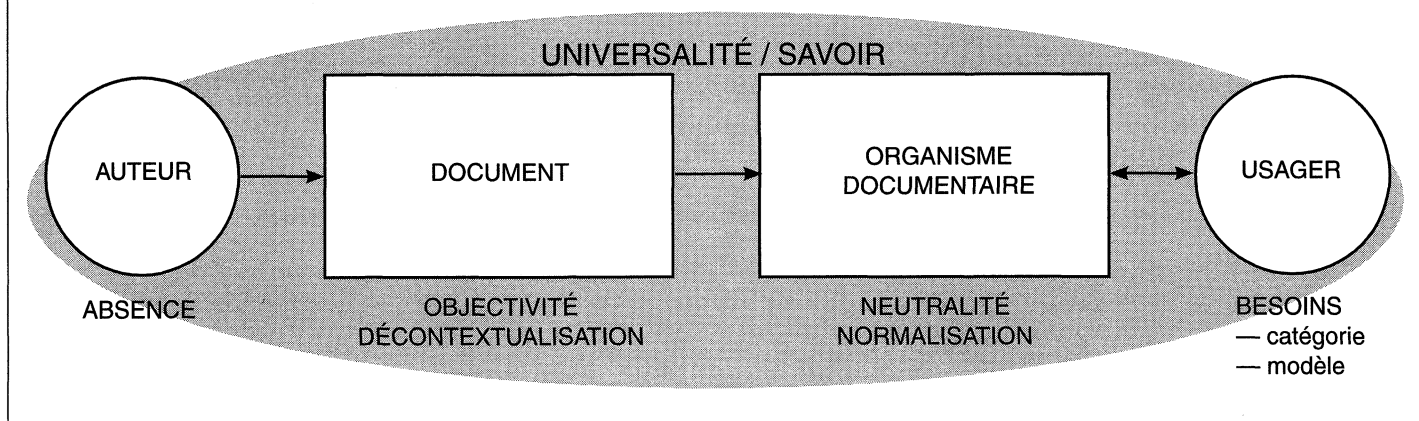 UNIVERSALITÉ / SAVOIR
AUTEUR
DOCUMENT
ORGANISME
DOCUMENTAIRE
USAGER
ABSENCE
OBJECTIVITÉ
DÉCONTEXTUALISATION
NEUTRALITÉ
NORMALISATION
BESOINS
— catégorie
— modèle